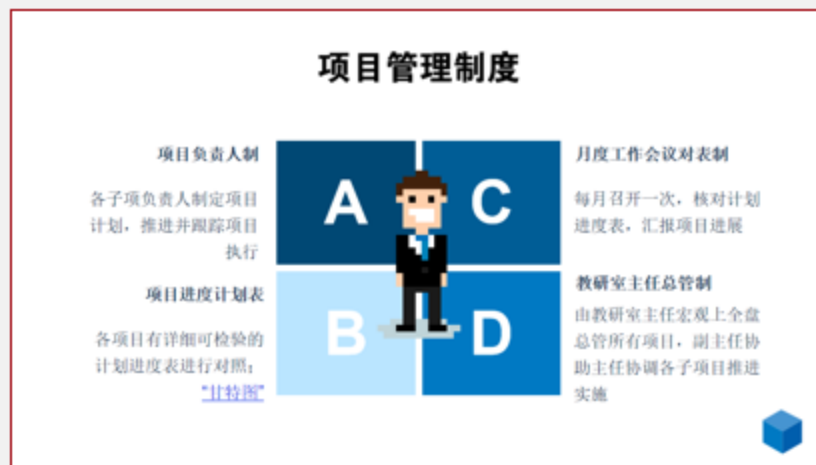 项目管理制度
项目负责人制
各子项负责人制定项目
计划，推进并跟踪项目
执行
A
C
月度工作会议对表制
每月召开一次，核对计划
进度表，汇报项目进展
项目进度计划表
各项目有详细可检验的
计划进度表进行对照；
“甘特图”
B
D
教研室主任总管制
由教研室主任宏观上全盘
总管所有项目，副主任协
助主任协调各子项目推进
实施